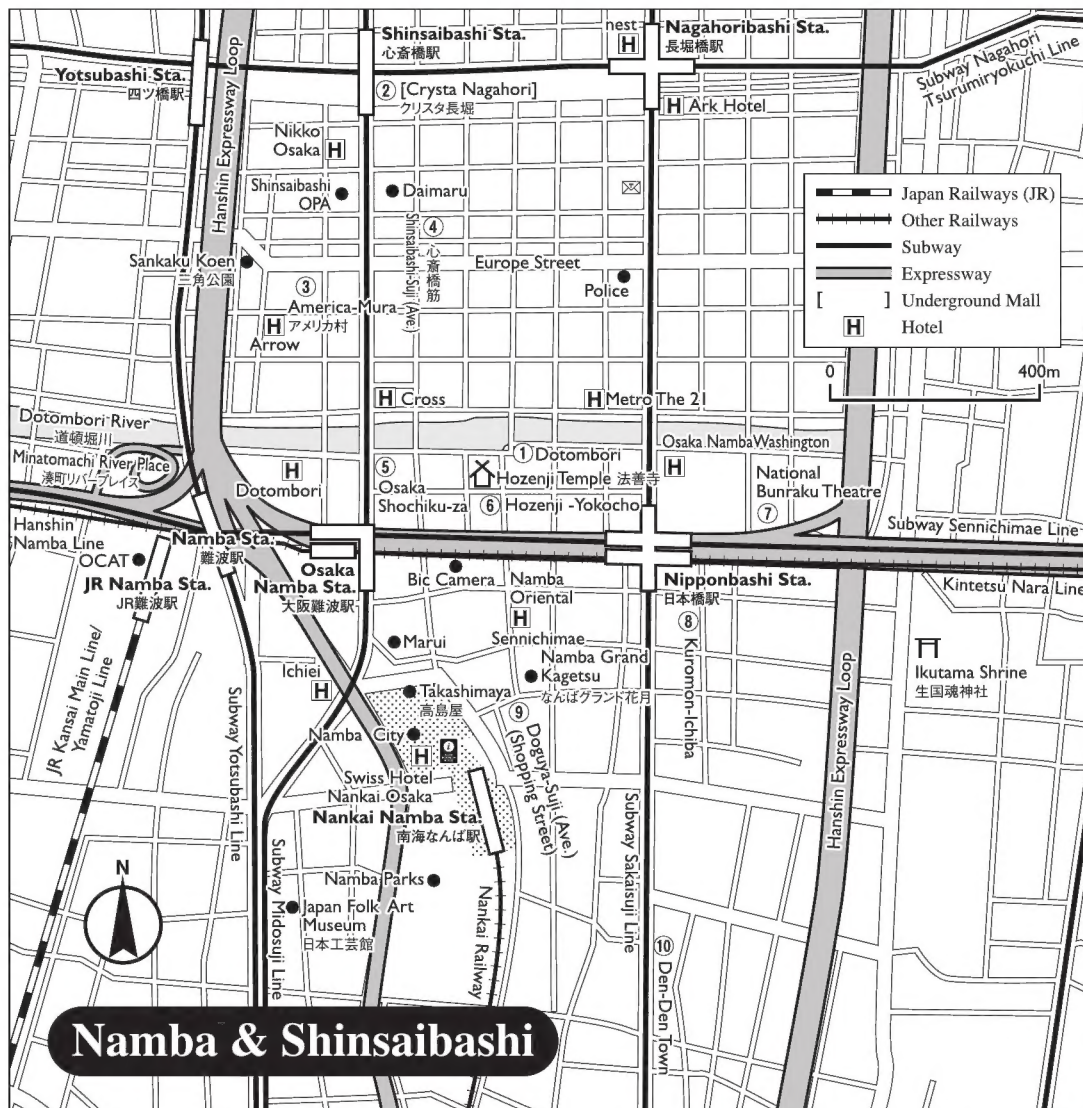 nest
H
Nagahoribashi Sta.
長堀橋駅
Shinsaibashi Sta.
心斎橋駅
Yotsubashi Sta.
四ツ橋駅
Hanshin Expressway Loop
Subway Nagahori
Tsurumiryokuchi Line
② [Crysta Nagahori]
クリスタ長堀
H Ark Hotel
Nikko
Osaka H
Shinsaibashi
OPA
Daimaru
④
Shinsaibashi-Suji (Ave.)
心斎橋筋
Japan Railways (JR)
Other Railways
Subway
Expressway
[ ] Underground Mall
H Hotel
0 400m
Sankaku Koen
三角公園
Europe Street
Police
③
America-Mura
アメリカ村
H
Arrow
H Cross
H Metro The 21
Dotombori River
道頓堀川
Minatomachi River Place
湊町リバープレイス
H
Dotombori
⑤
Osaka
Shochiku-za
① Dotombori
Hozenji Temple 法善寺
⑥ Hozenji -Yokocho
Osaka Namba Washington
H
National
Bunraku Theatre
⑦
Subway Sennichimae Line
Hanshin
Namba Line
OCAT
Namba Sta.
難波駅
JR Namba Sta.
JR難波駅
Osaka
Namba Sta.
大阪難波駅
Bic Camera
Namba
Oriental
H
Sennichimae
Nipponbashi Sta.
日本橋駅
Kintetsu Nara Line
⑧ Kuromon-Ichiba
Marui
Namba Grand
Kagetsu
なんばグランド花月
Ikutama Shrine
生国魂神社
Hanshin Expressway Loop
JR Kansai Main Line/
Yamatoji Line
Subway Yotsubashi Line
Ichiei
H
Takashimaya
高島屋
Namba City
H
i
Swiss Hotel
Nankai Osaka
Nankai Namba Sta.
南海なんば駅
⑨ Doguya-Suji (Ave.)
(Shopping Street)
Subway Sakaisuji Line
N
Subway Midosuji Line
Namba Parks
Japan Folk Art
Museum
日本工芸館
Nankai Railway
⑩ Den-Den Town
Namba & Shinsaibashi